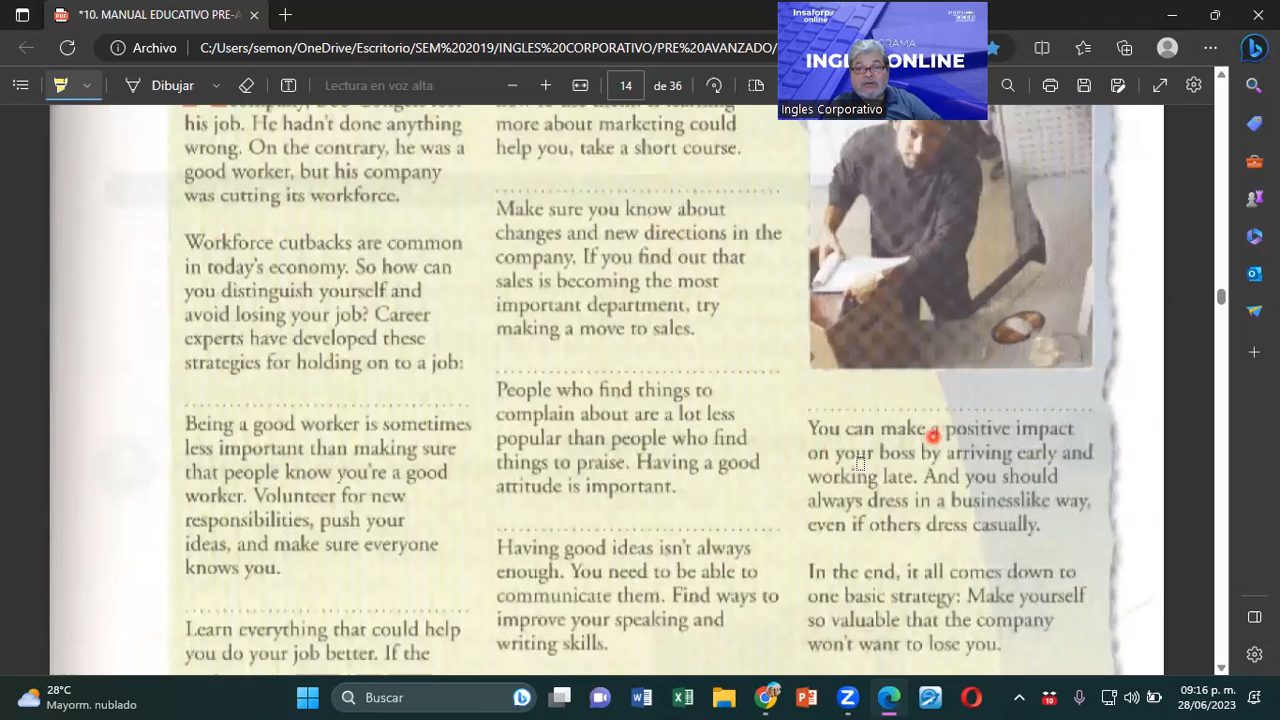 *10. MANUAL EDUCATIVO PRE-A
Insaforp
online
INGL
ONLINE
Ingles Corporativo
Archivo
C:/Users/semon/OneDrive/Escritorio/SEM%202019/INGLES%20CORPORATIVO/PRE%20AVANZADO/
Dib
Lectura en voz alta
14
de 36
his job. He hadn't done anything
wrong. On the contrary, he was a
good worker, but his company
was cutting its workforce.
Workforce cutbacks are common
in today's economy. So how can
you distinguish yourself and
avoid losing your job? Career
experts have developed these
strategies for holding on to a job:
Being a good worker is sometimes
less important than making sure
that people know you're a good
worker. Volunteer for new
responsibilities, push your
ideas, and make sure everyone
knows you.
Learn everything that could help
you do your job better. If the
more about marketing could
help you, take a short course.
Make sure you know about
changes and new directions in the
company. If you find out that
sales is becoming the most
important department, try
making a move to sales.
People who find things to
complain about are a lot less
popular than people who find
things to praise. Having a good
attitude is important.
Having good ideas isn't always
enough. You need to be able to
communicate them. Find ways to
improve your speaking and
writing skills.
You can make a positive impact
on your boss by arriving early and
working late. And you should
always dress in a businesslike way,
even if others dress casually.
In the end, it all comes down to
one basic strategy: Make yourself
so valuable that the company
won't want to lose you.
28°C
Mayorm. nublado
Buscar
09:16 p. m.
28/06/2023